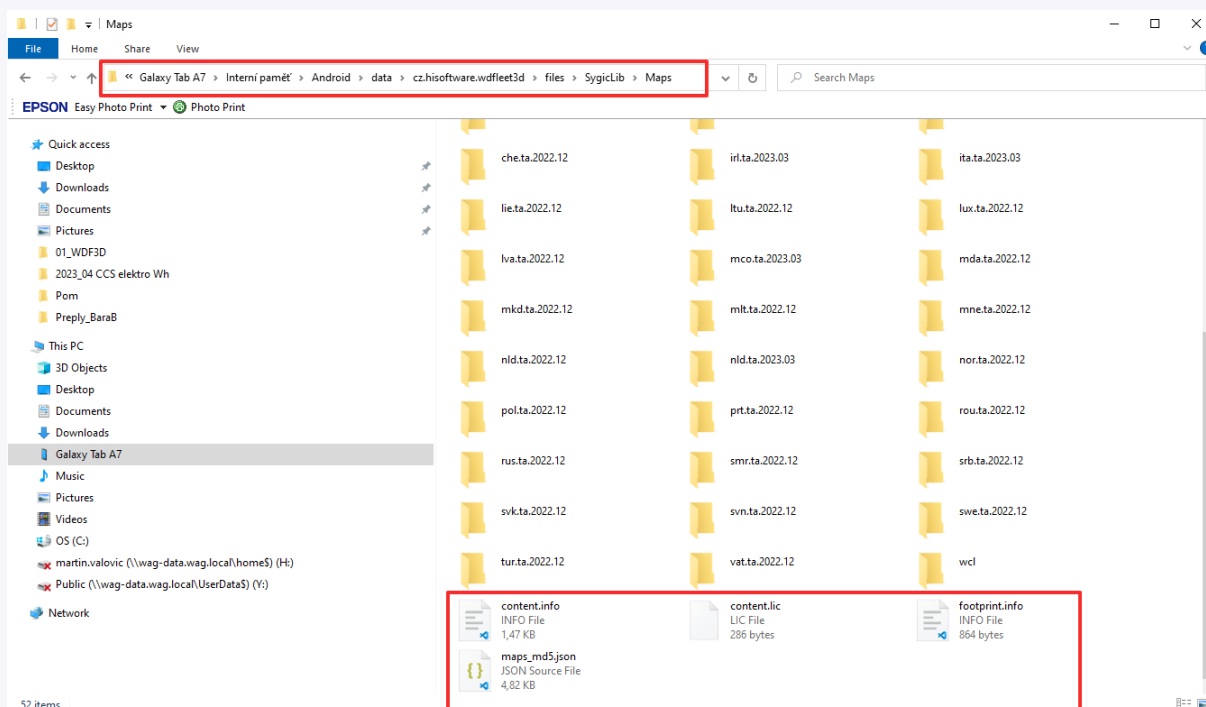 Maps
File Home Share View
« Galaxy Tab A7 › Interní paměť › Android › data › cz.hisoftware.wdfleet3d › files › SygicLib › Maps
Search Maps
EPSON Easy Photo Print Photo Print
Quick access
Desktop
Downloads
Documents
Pictures
01_WDF3D
2023_04 CCS elektro Wh
Pom
Preply_BaraB
This PC
3D Objects
Desktop
Documents
Downloads
Galaxy Tab A7
Music
Pictures
Videos
OS (C:)
martin.valovic (\\wag-data.wag.local\home$) (H:)
Public (\\wag-data.wag.local\UserData$) (Y:)
Network
che.ta.2022.12 irl.ta.2023.03 ita.ta.2023.03
lie.ta.2022.12 ltu.ta.2022.12 lux.ta.2022.12
lva.ta.2022.12 mco.ta.2023.03 mda.ta.2022.12
mkd.ta.2022.12 mlt.ta.2022.12 mne.ta.2022.12
nld.ta.2022.12 nld.ta.2023.03 nor.ta.2022.12
pol.ta.2022.12 prt.ta.2022.12 rou.ta.2022.12
rus.ta.2022.12 smr.ta.2022.12 srb.ta.2022.12
svk.ta.2022.12 svn.ta.2022.12 swe.ta.2022.12
tur.ta.2022.12 vat.ta.2022.12 wcl
content.info
INFO File
1,47 KB
content.lic
LIC File
286 bytes
footprint.info
INFO File
864 bytes
maps_md5.json
JSON Source File
4,82 KB
52 items